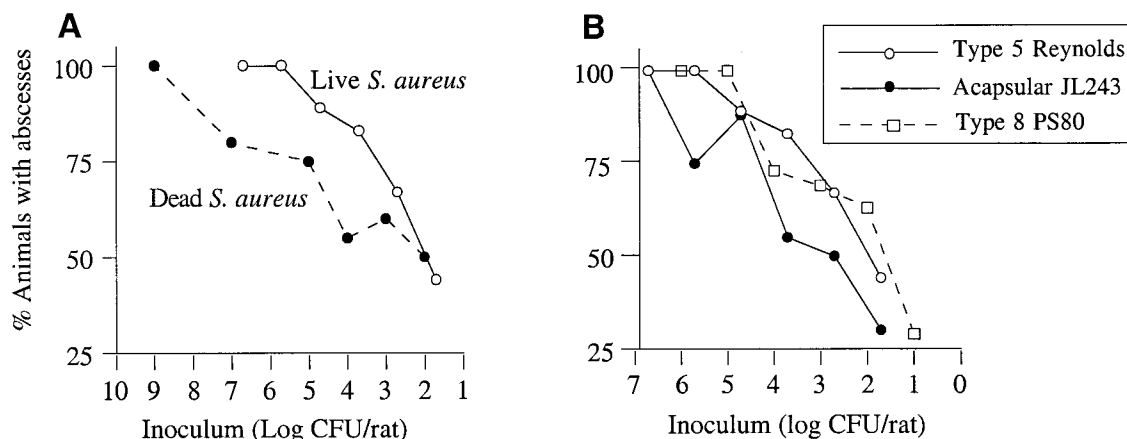 A
% Animals with abscesses
100
75
50
25
Live S. aureus
Dead S. aureus
10 9 8 7 6 5 4 3 2 1
Inoculum (Log CFU/rat)
B
100
75
50
25
7 6 5 4 3 2 1 0
Inoculum (log CFU/rat)
Type 5 Reynolds
Acapsular JL243
Type 8 PS80